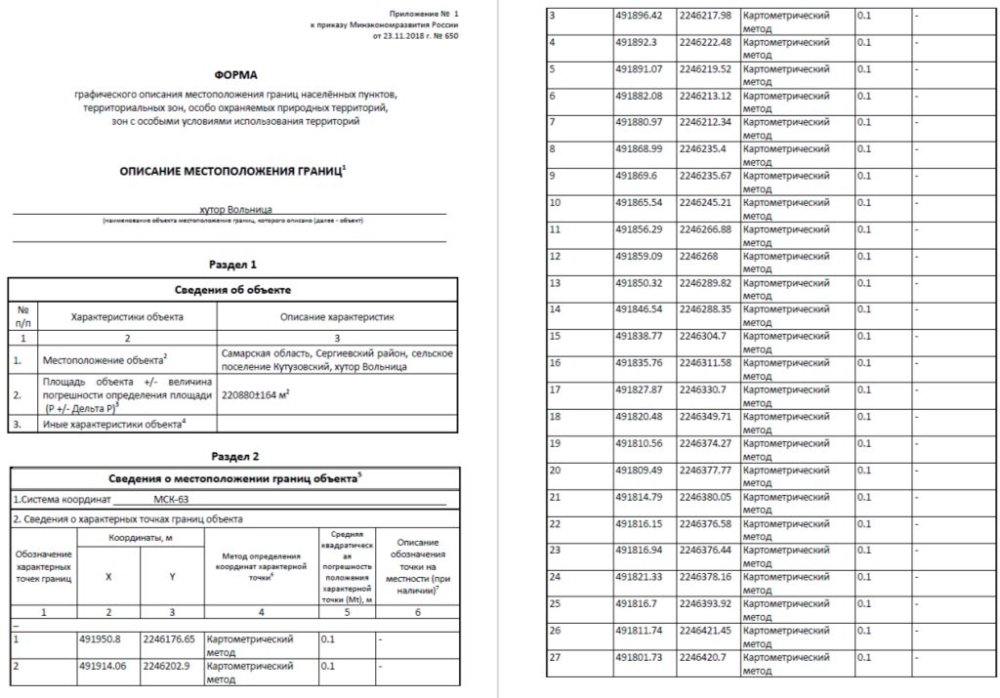 Приложение № 1
к приказу Минэкономразвития России
от 23.11.2018 г. № 650
ФОРМА
графического описания местоположения границ населённых пунктов,
территориальных зон, особо охраняемых природных территорий,
зон с особыми условиями использования территорий
ОПИСАНИЕ МЕСТОПОЛОЖЕНИЯ ГРАНИЦ1
хутор Вольница
(наименование объекта местоположение границ, которого описано (далее - объект)
Раздел 1
Сведения об объекте
№ п/п Характеристики объекта Описание характеристик
1 2 3
1. Местоположение объекта2 Самарская область, Сергиевский район, сельское
поселение Кутузовский, хутор Вольница
2. Площадь объекта +/- величина
погрешности определения площади
(Р +/- Дельта Р)3 220880±164 м2
3. Иные характеристики объекта4
Раздел 2
Сведения о местоположении границ объекта5
1.Система координат МСК-63
2. Сведения о характерных точках границ объекта
Обозначение
характерных
точек границ
Координаты, м
X Y
Метод определения
координат характерной
точки6
Средняя
квадратическ
ая
погрешность
положения
характерной
точки (Mt), м
Описание
обозначения
точки на
местности (при
наличии)7
1 2 3 4 5 6
–
1 491950.8 2246176.65 Картометрический 0.1 -
метод
2 491914.06 2246202.9 Картометрический 0.1 -
метод
3 491896.42 2246217.98 Картометрический 0.1 -
метод
4 491892.3 2246222.48 Картометрический 0.1 -
метод
5 491891.07 2246219.52 Картометрический 0.1 -
метод
6 491882.08 2246213.12 Картометрический 0.1 -
метод
7 491880.97 2246212.34 Картометрический 0.1 -
метод
8 491868.99 2246235.4 Картометрический 0.1 -
метод
9 491869.6 2246235.67 Картометрический 0.1 -
метод
10 491865.54 2246245.21 Картометрический 0.1 -
метод
11 491856.29 2246266.88 Картометрический 0.1 -
метод
12 491859.09 2246268 Картометрический 0.1 -
метод
13 491850.32 2246289.82 Картометрический 0.1 -
метод
14 491846.54 2246288.35 Картометрический 0.1 -
метод
15 491838.77 2246304.7 Картометрический 0.1 -
метод
16 491835.76 2246311.58 Картометрический 0.1 -
метод
17 491827.87 2246330.7 Картометрический 0.1 -
метод
18 491820.48 2246349.71 Картометрический 0.1 -
метод
19 491810.56 2246374.27 Картометрический 0.1 -
метод
20 491809.49 2246377.77 Картометрический 0.1 -
метод
21 491814.79 2246380.05 Картометрический 0.1 -
метод
22 491816.15 2246376.58 Картометрический 0.1 -
метод
23 491816.94 2246376.44 Картометрический 0.1 -
метод
24 491821.33 2246378.16 Картометрический 0.1 -
метод
25 491816.7 2246393.92 Картометрический 0.1 -
метод
26 491811.74 2246421.45 Картометрический 0.1 -
метод
27 491801.73 2246420.7 Картометрический 0.1 -
метод